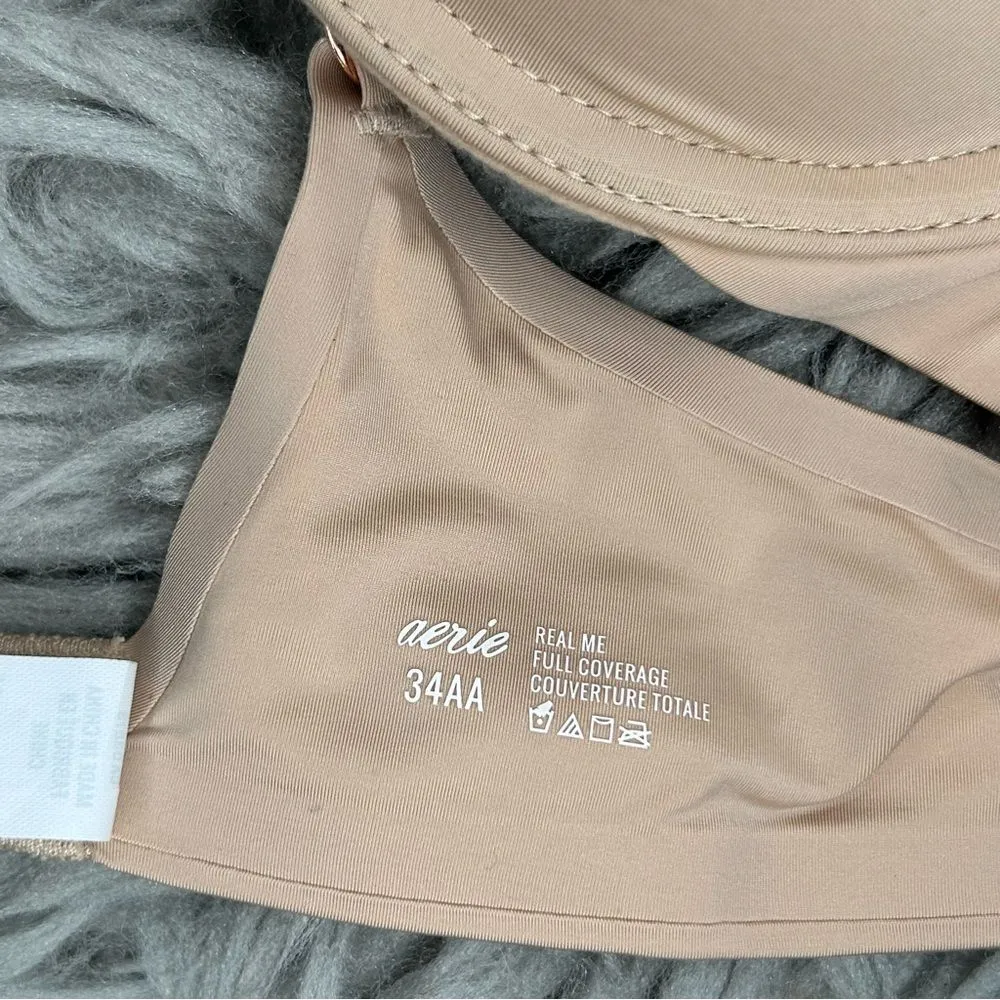 aerie
34AA
REAL ME
FULL COVERAGE
COUVERTURE TOTALE